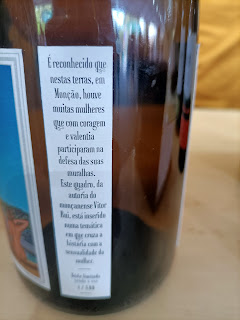 É reconhecido que
nestas terras, em
Monção, houve
muitas mulheres
que com coragem
e valentia
participaram na
defesa das suas
muralhas.
Este quadro, da
autoria do
monçanense Vitor
Rui, está inserido
numa temática
em que cruza a
história com a
sensualidade da
mulher.